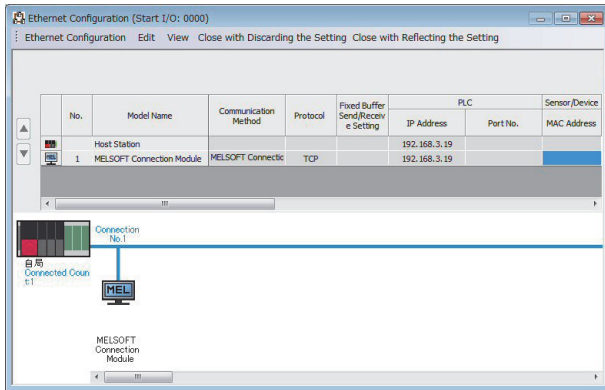 Ethernet Configuration (Start I/O: 0000)
Ethernet Configuration Edit View Close with Discarding the Setting Close with Reflecting the Setting
No. Model Name Communication Method Protocol Fixed Buffer Send/Receiv e Setting PLC Sensor/Device
IP Address Port No. MAC Address
Host Station 192.168.3.19
1 MELSOFT Connection Module MELSOFT Connectic TCP 192.168.3.19
Connection
No.1
自局
Connected Coun
t:1
MEL
MELSOFT
Connection
Module